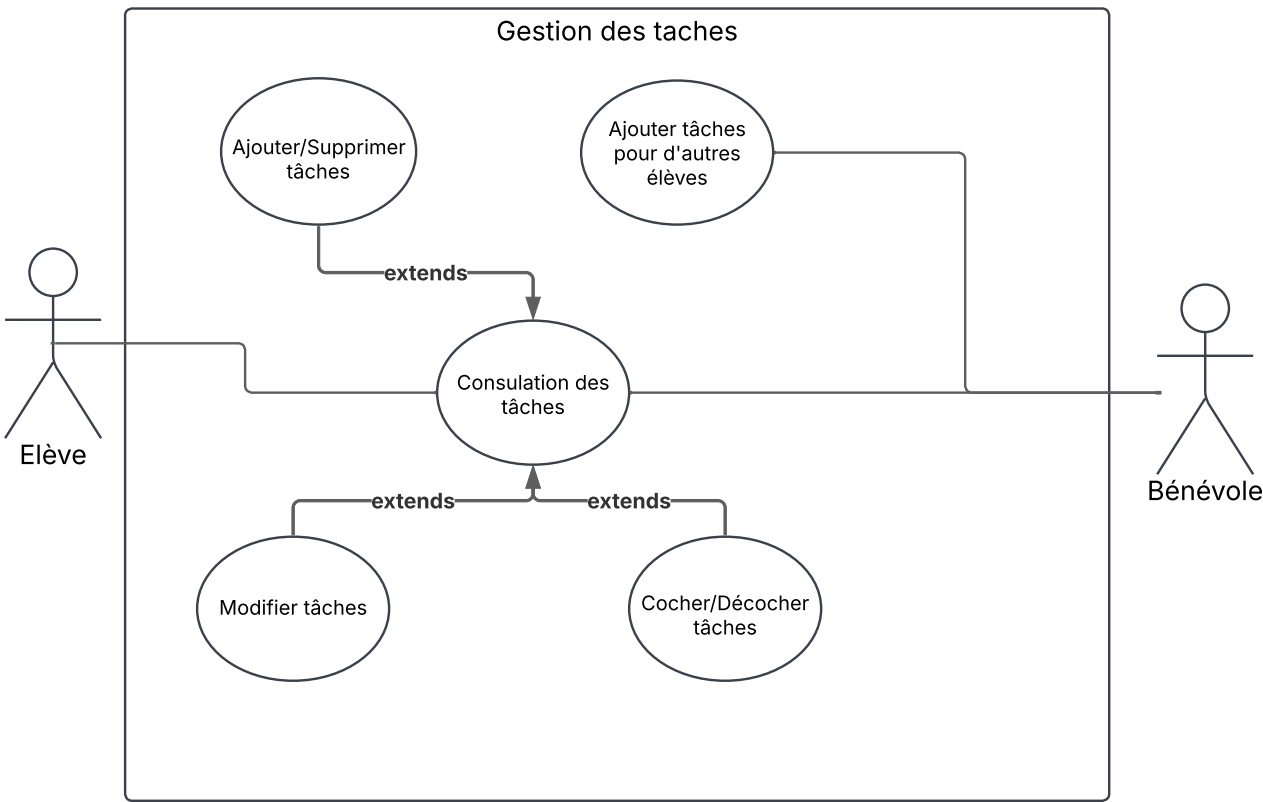 Gestion des taches
Ajouter/Supprimer
tâches
Ajouter tâches
pour d'autres
élèves
extends
Elève
Consulation des
tâches
Bénévole
extends
extends
Modifier tâches
Cocher/Décocher
tâches